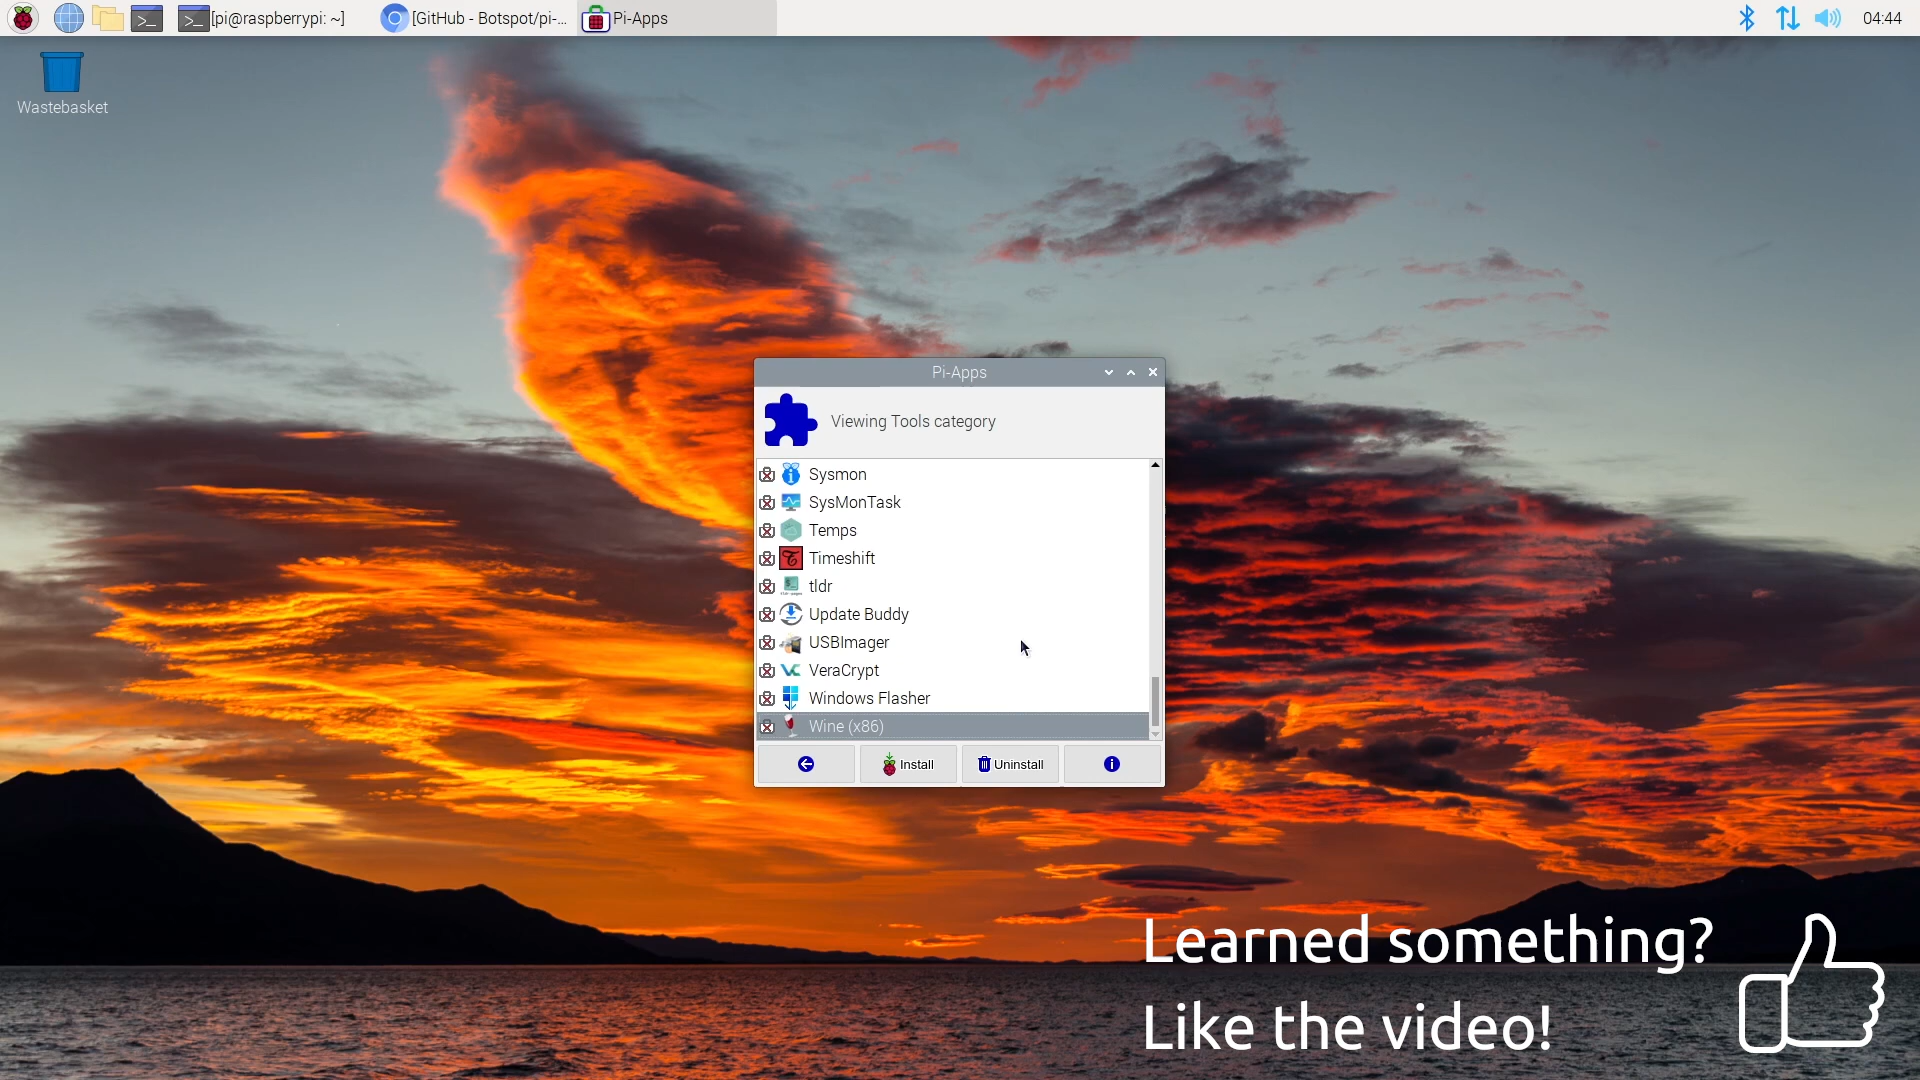 [pi@raspberrypi: ~]
[GitHub - Botspot/pi-...
Pi-Apps
04:44
Wastebasket
Pi-Apps
Viewing Tools category
Sysmon
SysMonTask
Temps
Timeshift
tldr
Update Buddy
USBImager
VeraCrypt
Windows Flasher
Wine (x86)
Install
Uninstall
Learned something?
Like the video!